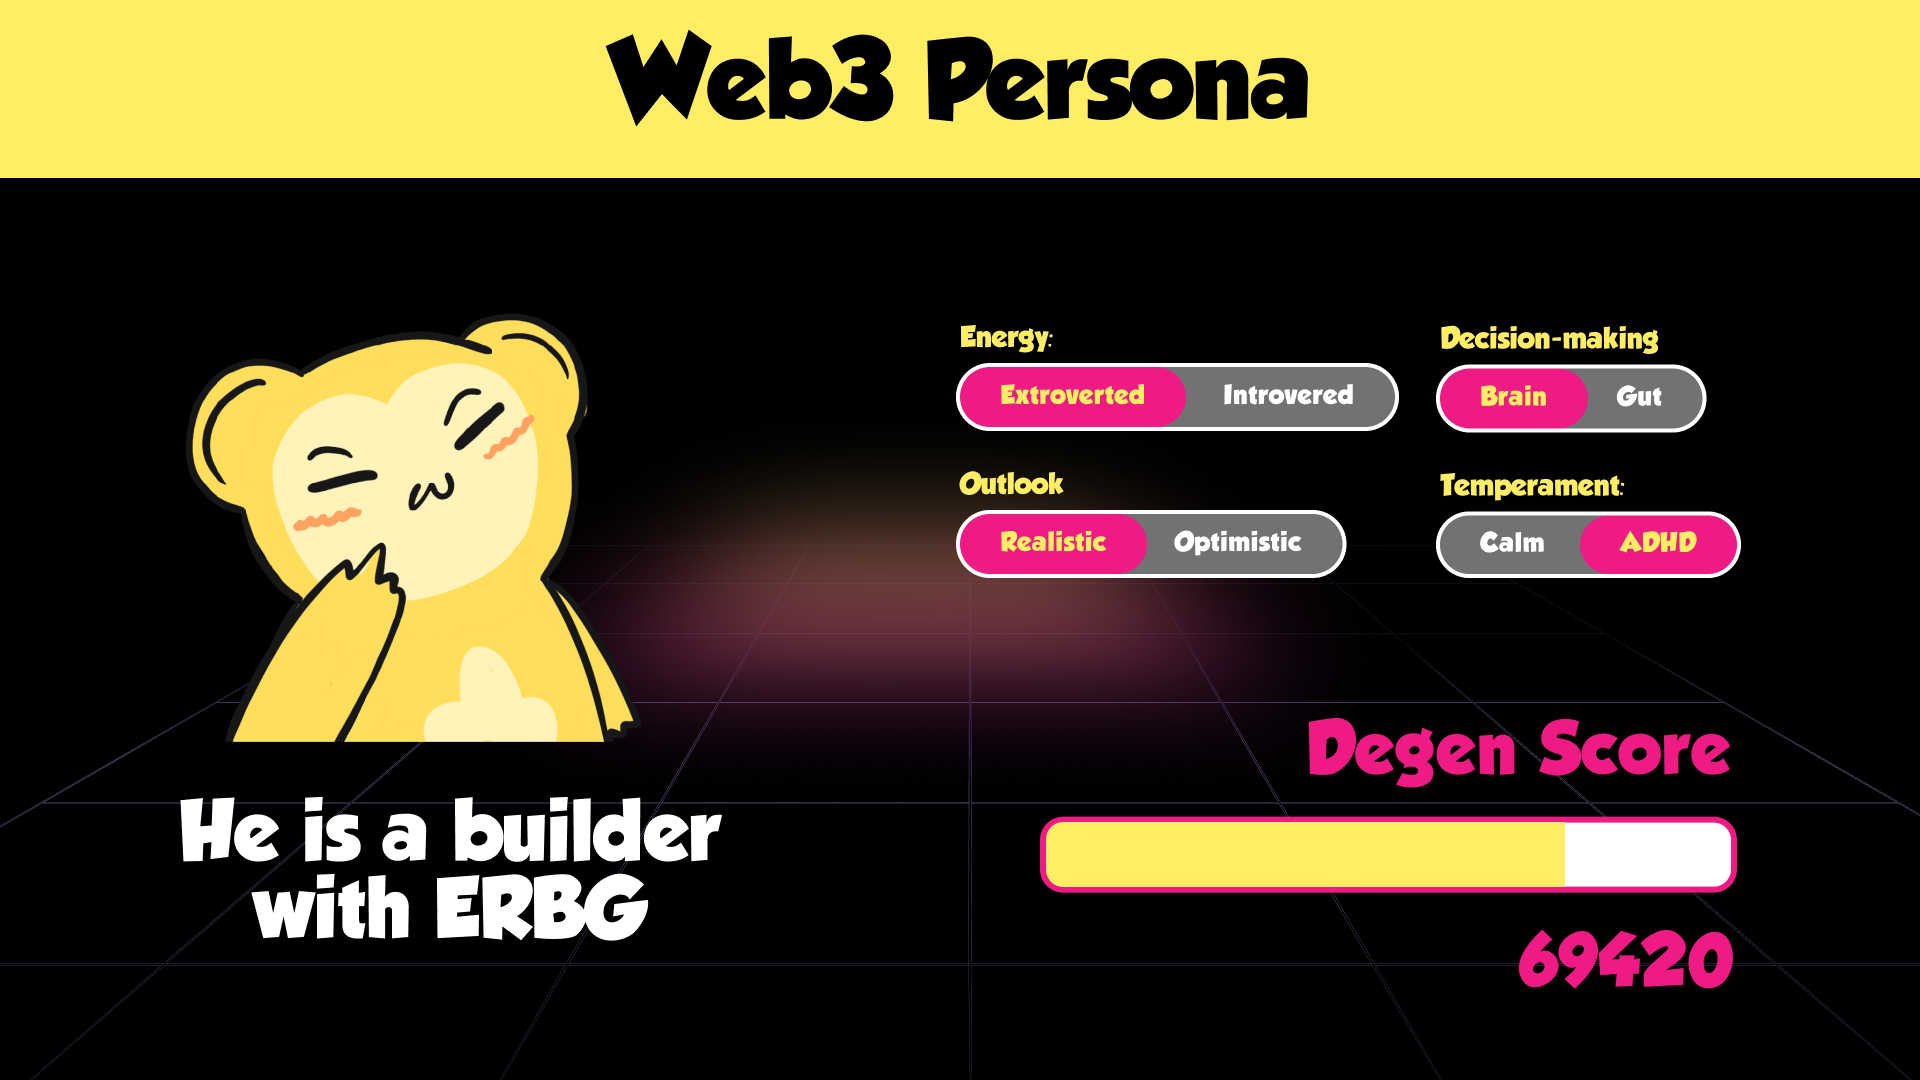 Web3 Persona
Energy:
Extroverted Introvered
Decision-making
Brain Gut
Outlook
Realistic Optimistic
Temperament:
Calm ADHD
He is a builder
with ERBG
Degen Score
69420